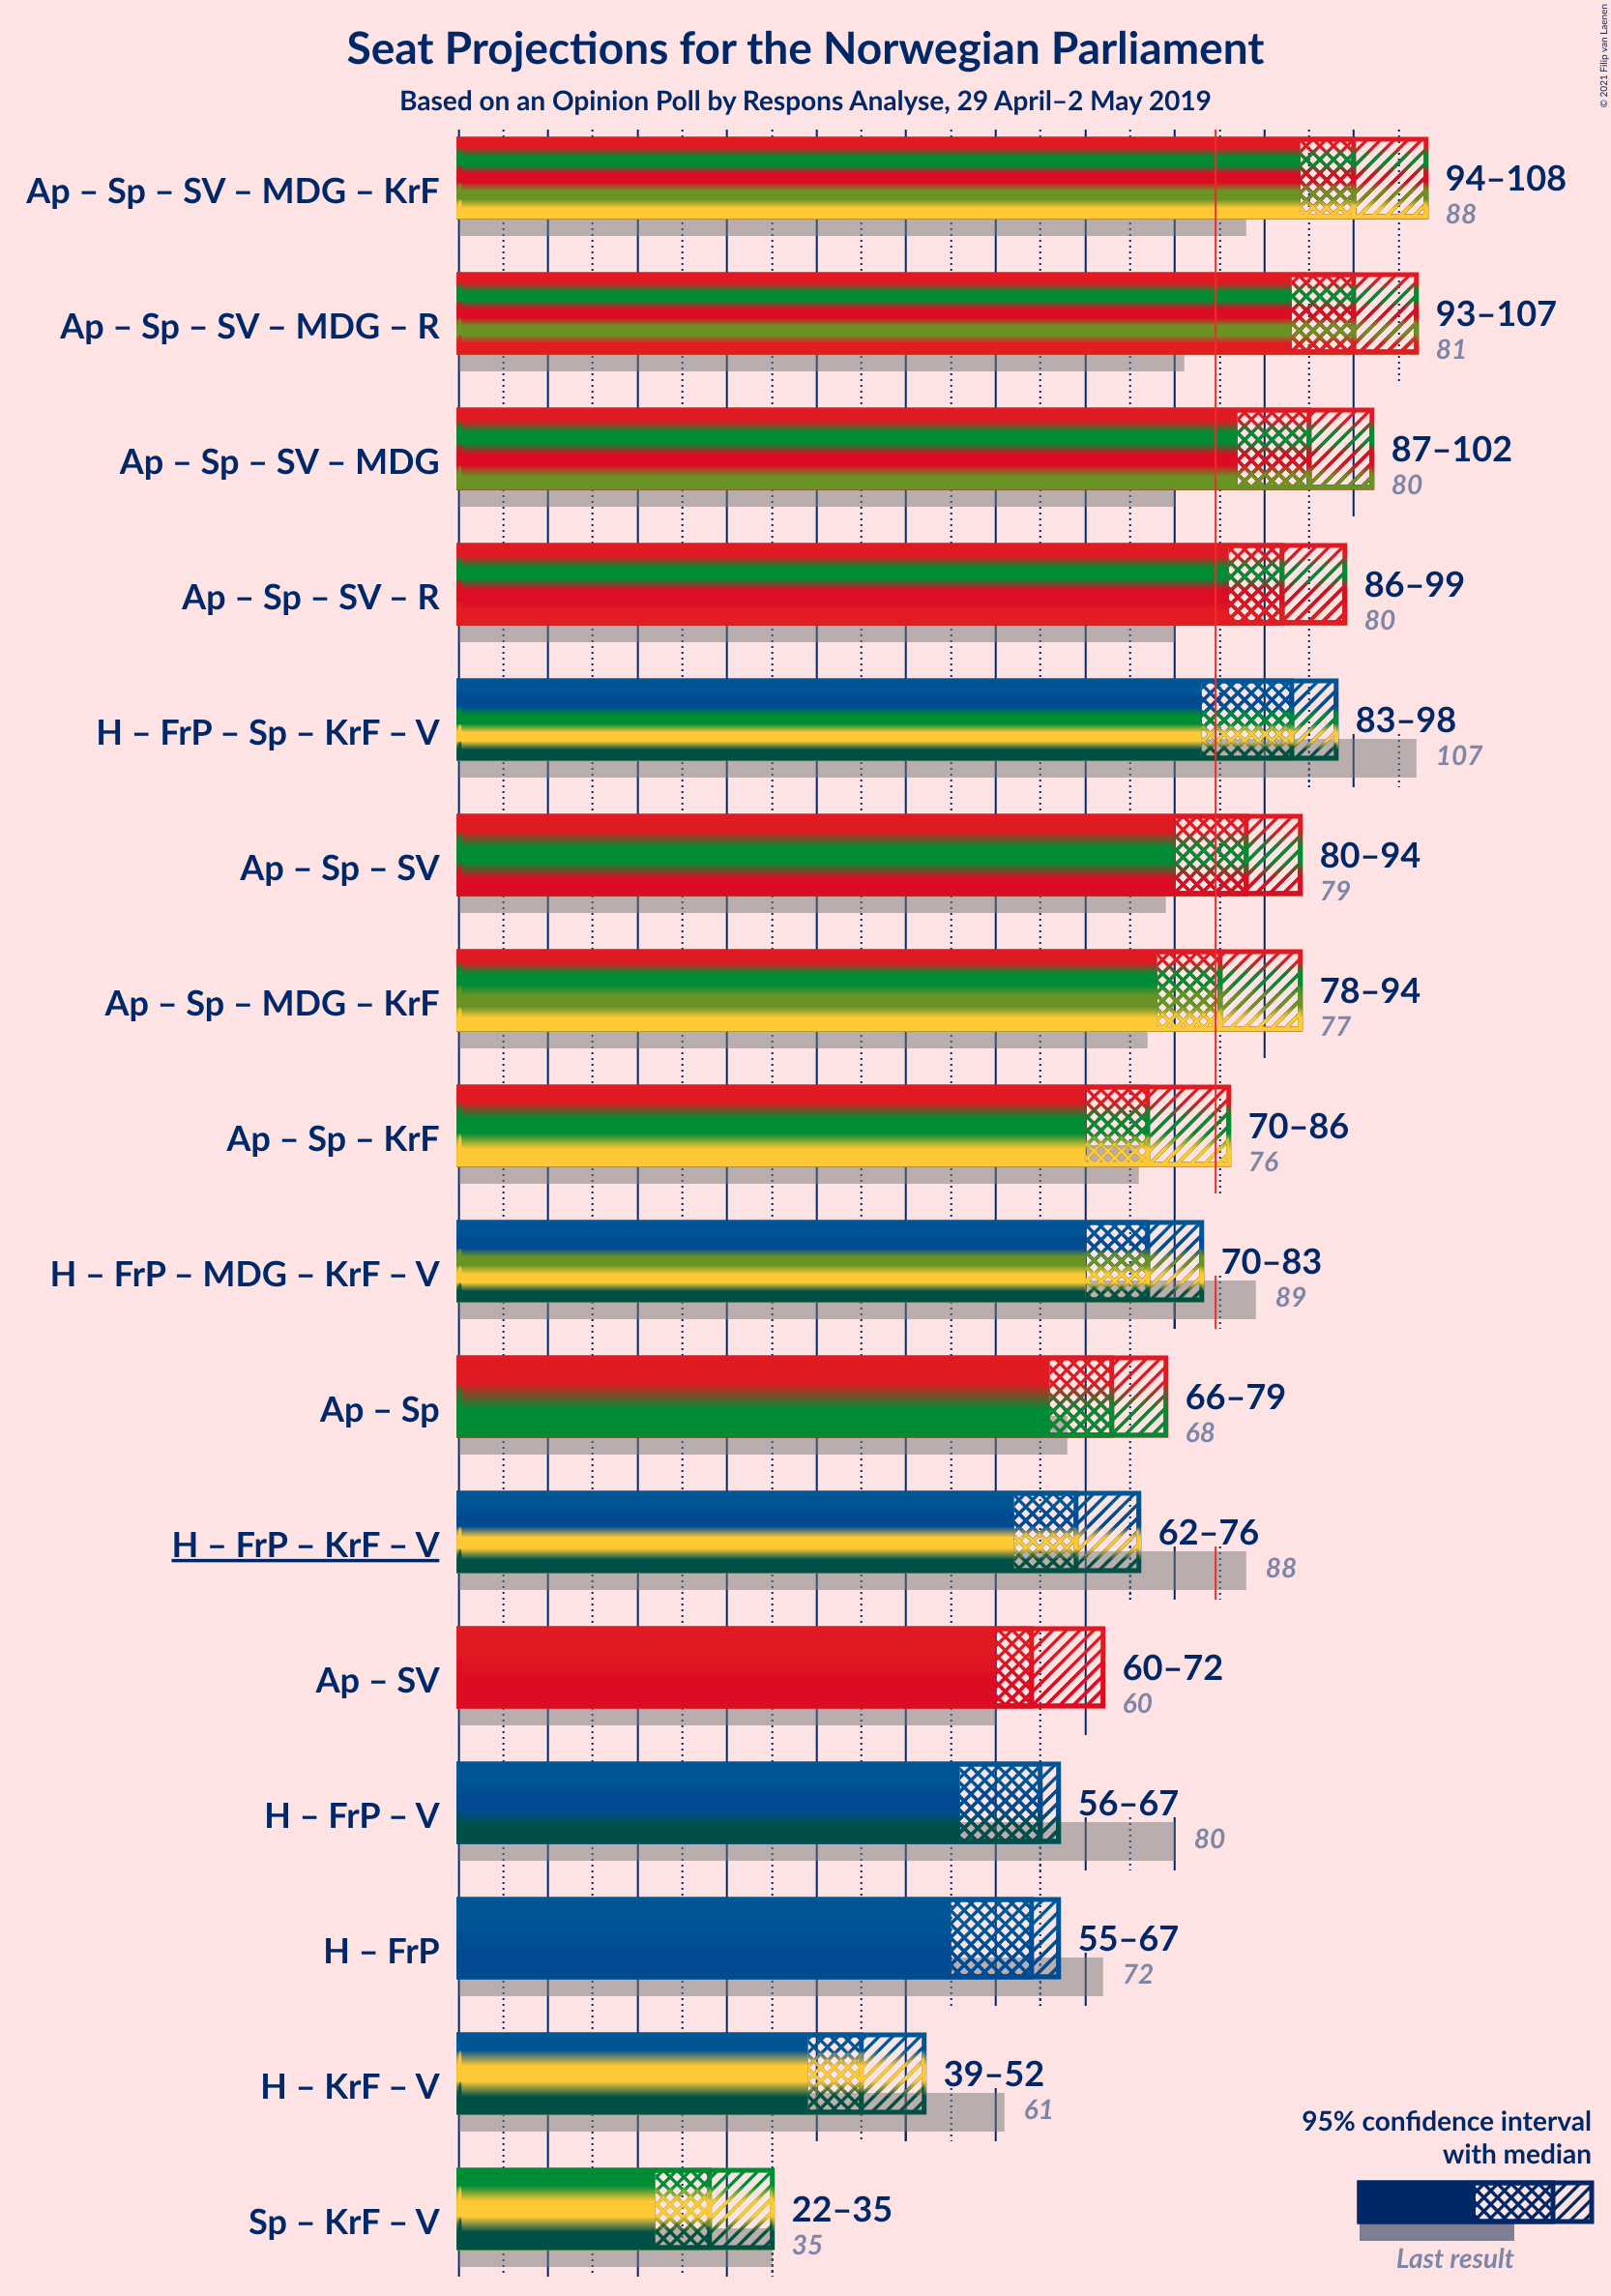 Seat Projections for the Norwegian Parliament
Based on an Opinion Poll by Respons Analyse, 29 April–2 May 2019
© 2021 Filip van Laenen
Ap – Sp – SV – MDG – KrF
94–108
88
Ap – Sp – SV – MDG – R
93–107
81
Ap – Sp – SV – MDG
87–102
80
Ap – Sp – SV – R
86–99
80
H – FrP – Sp – KrF – V
83–98
107
Ap – Sp – SV
80–94
79
Ap – Sp – MDG – KrF
78–94
77
Ap – Sp – KrF
70–86
76
H – FrP – MDG – KrF – V
70–83
89
Ap – Sp
66–79
68
H – FrP – KrF – V
62–76
88
Ap – SV
60–72
60
H – FrP – V
56–67
80
H – FrP
55–67
72
H – KrF – V
39–52
61
Sp – KrF – V
22–35
35
95% confidence interval
with median
Last result